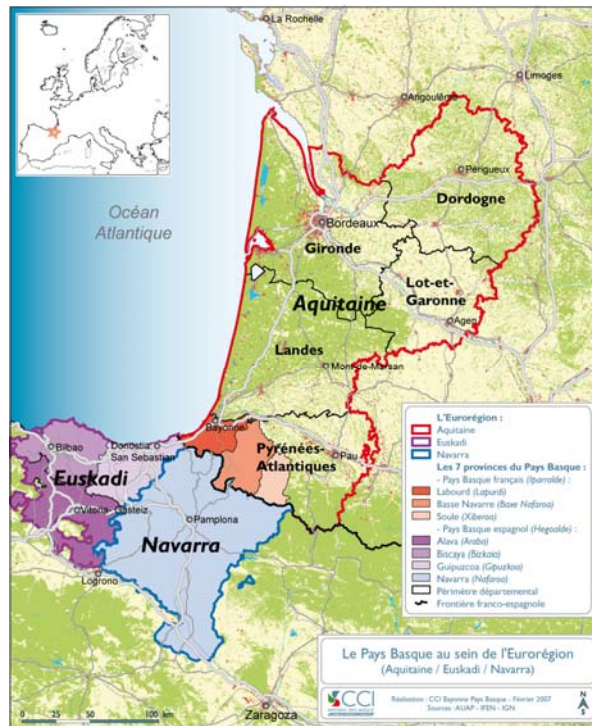 La Rochelle
Limoges
Angoulême
Périgueux
Dordogne
Océan
Atlantique
Bordeaux
Gironde
Lot-et-
Garonne
Aquitaine
Agen
Landes
Mont-de-Marsan
Bayonne
Pyrénées-
Atlantiques
Pau
Bilbao
Donostia
San Sebastian
Euskadi
Vitoria-Gasteiz
Pamplona
Navarra
Logrono
Zaragoza
L'Eurorégion :
Aquitaine
Euskadi
Navarra
Les 7 provinces du Pays Basque :
- Pays Basque français (Iparralde) :
Labourd (Lapurdi)
Basse Navarre (Baxe Nafaroa)
Soule (Xiberoa)
- Pays Basque espagnol (Hegoalde) :
Alava (Araba)
Biscaya (Bizkaia)
Guipuzcoa (Gipuzkoa)
Navarra (Nafaroa)
Périmètre départemental
Frontière franco-espagnole
Le Pays Basque au sein de l'Eurorégion
(Aquitaine / Euskadi / Navarra)
CCI
Réalisation : CCI Bayonne Pays Basque - Février 2007
Sources : AUAP - IFEN - IGN
N
0 25 50 100 km